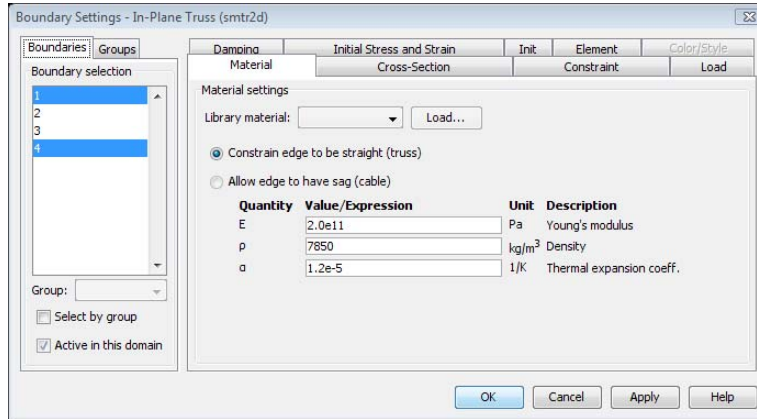 Boundary Settings - In-Plane Truss (smtr2d)
Boundaries Groups
Boundary selection
1
2
3
4
Group:
Select by group
Active in this domain
Damping Initial Stress and Strain Init Element Color/Style
Material Cross-Section Constraint Load
Material settings
Library material: Load...
Constrain edge to be straight (truss)
Allow edge to have sag (cable)
Quantity Value/Expression Unit Description
E 2.0e11 Pa Young's modulus
ρ 7850 kg/m³ Density
α 1.2e-5 1/K Thermal expansion coeff.
OK Cancel Apply Help